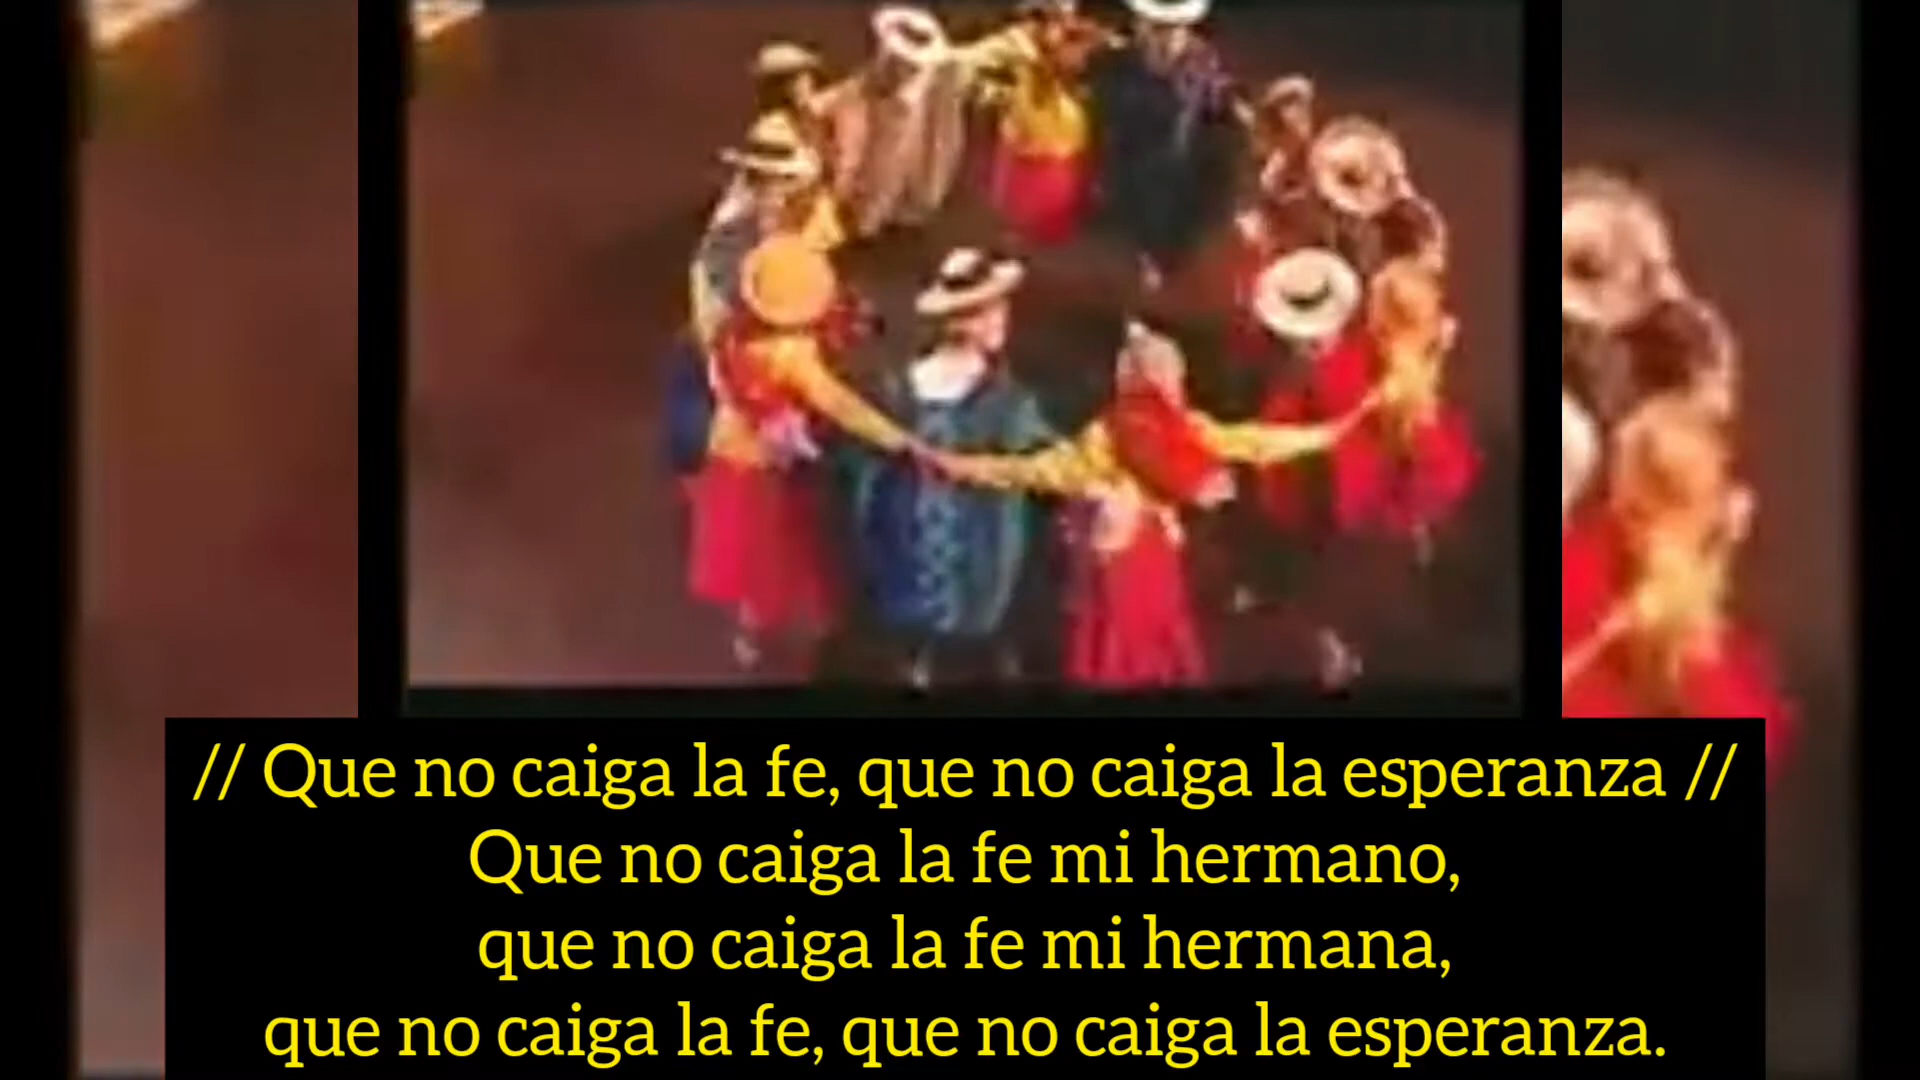 // Que no caiga la fe, que no caiga la esperanza //
Que no caiga la fe mi hermano,
que no caiga la fe mi hermana,
que no caiga la fe, que no caiga la esperanza.